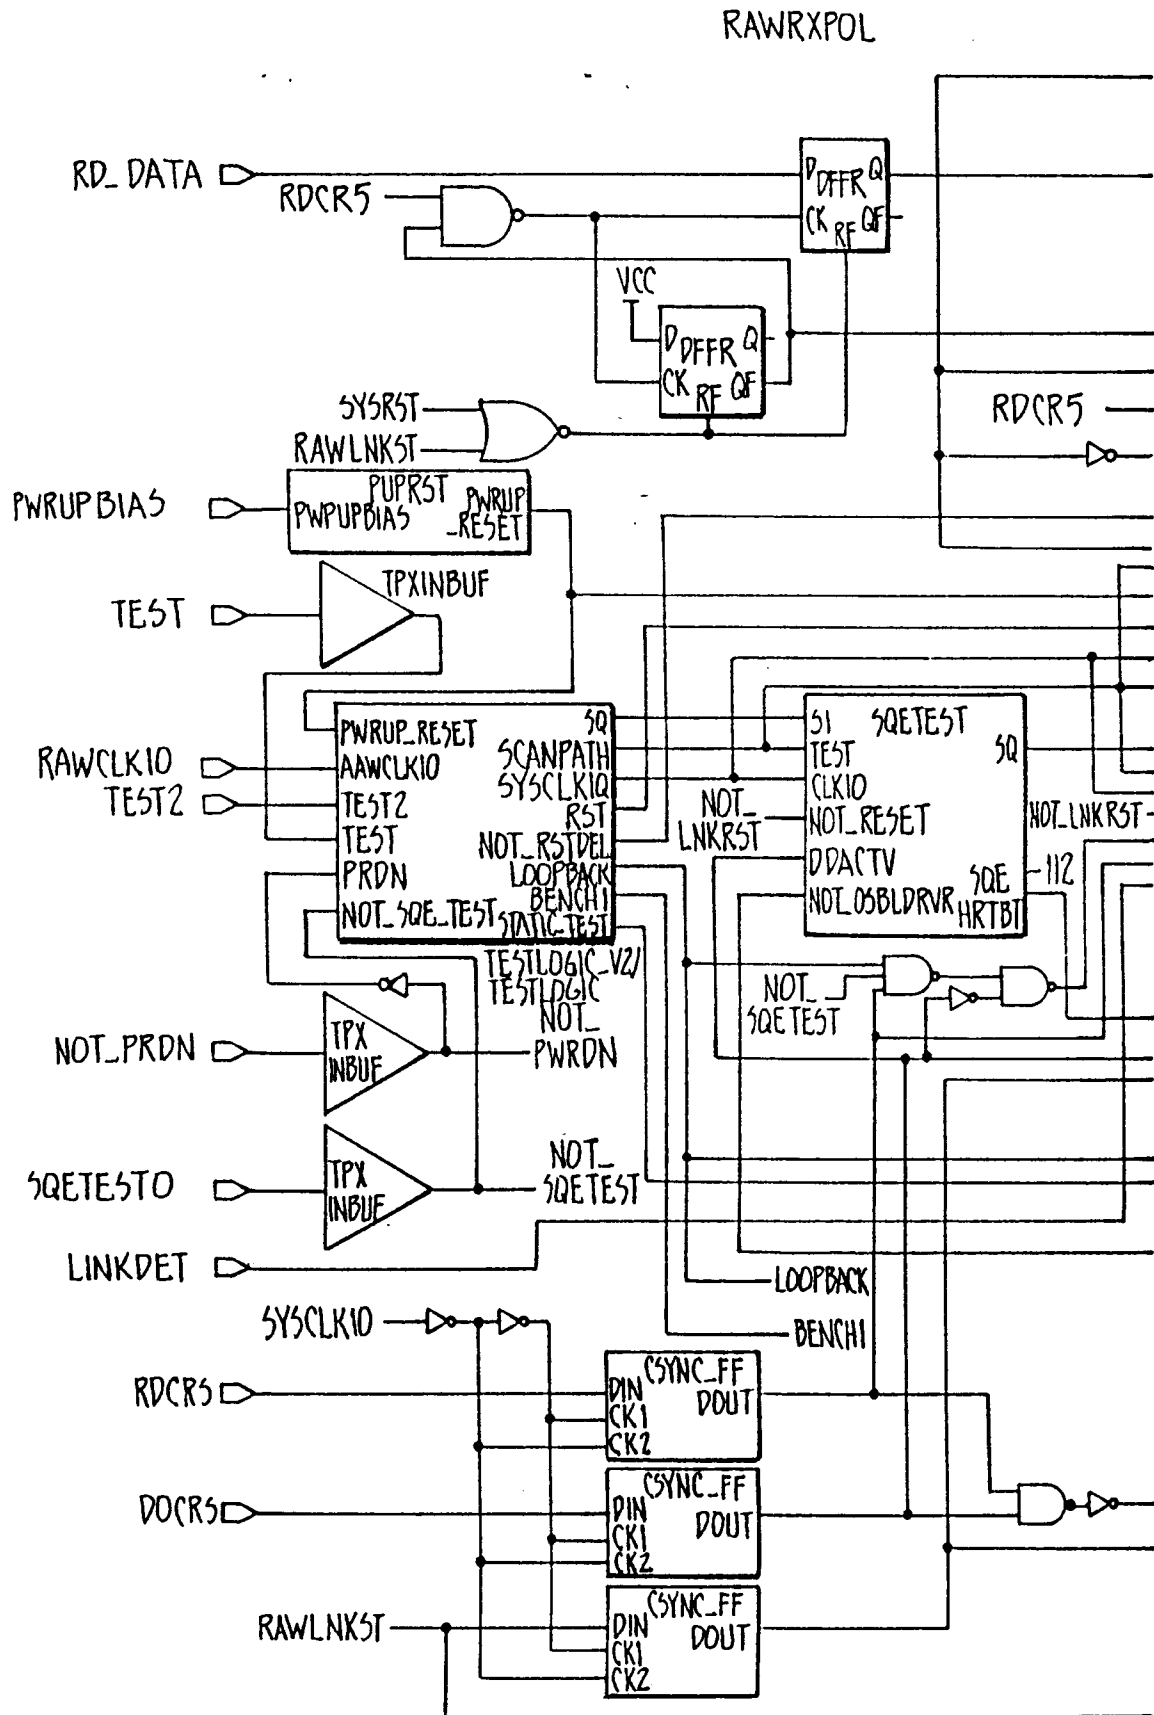 RAWRXPOL
RD_DATA
RDCR5
D DFFR Q
CK RF QF
VCC
D DFFR Q
CK RF QF
SYSRST
RAWLNKST
RDCR5
PWRUPBIAS
PUPRST
PWPUPBIAS
PWRUP
_RESET
TEST
TPXINBUF
RAWCLK10
TEST2
PWRUP_RESET
AAWCLK10
TEST2
TEST
PRDN
NOT_SQE_TEST
SQ
SCANPATH
SYSCLK1Q
RST
NOT_RSTDEL
LOOPBACK
BENCH1
STATIC_TEST
TESTLOGIC_V2/
TESTLOGIC
NOT_
LNKRST
S1
SQETEST
TEST
CLK10
NOT_RESET
DDACTV
NOT_OSBLDRVR
SQ
SQE
HRTBT
NOT_LNKRST
112
NOT_
SQETEST
NOT_PRDN
TPX
INBUF
NOT_
PWRDN
SQETESTO
TPX
INBUF
NOT_
SQETEST
LINKDET
LOOPBACK
BENCH1
SYSCLK10
RDCRS
CSYNC_FF
DIN DOUT
CK1
CK2
DOCRS
CSYNC_FF
DIN DOUT
CK1
CK2
RAWLNKST
CSYNC_FF
DIN DOUT
CK1
CK2